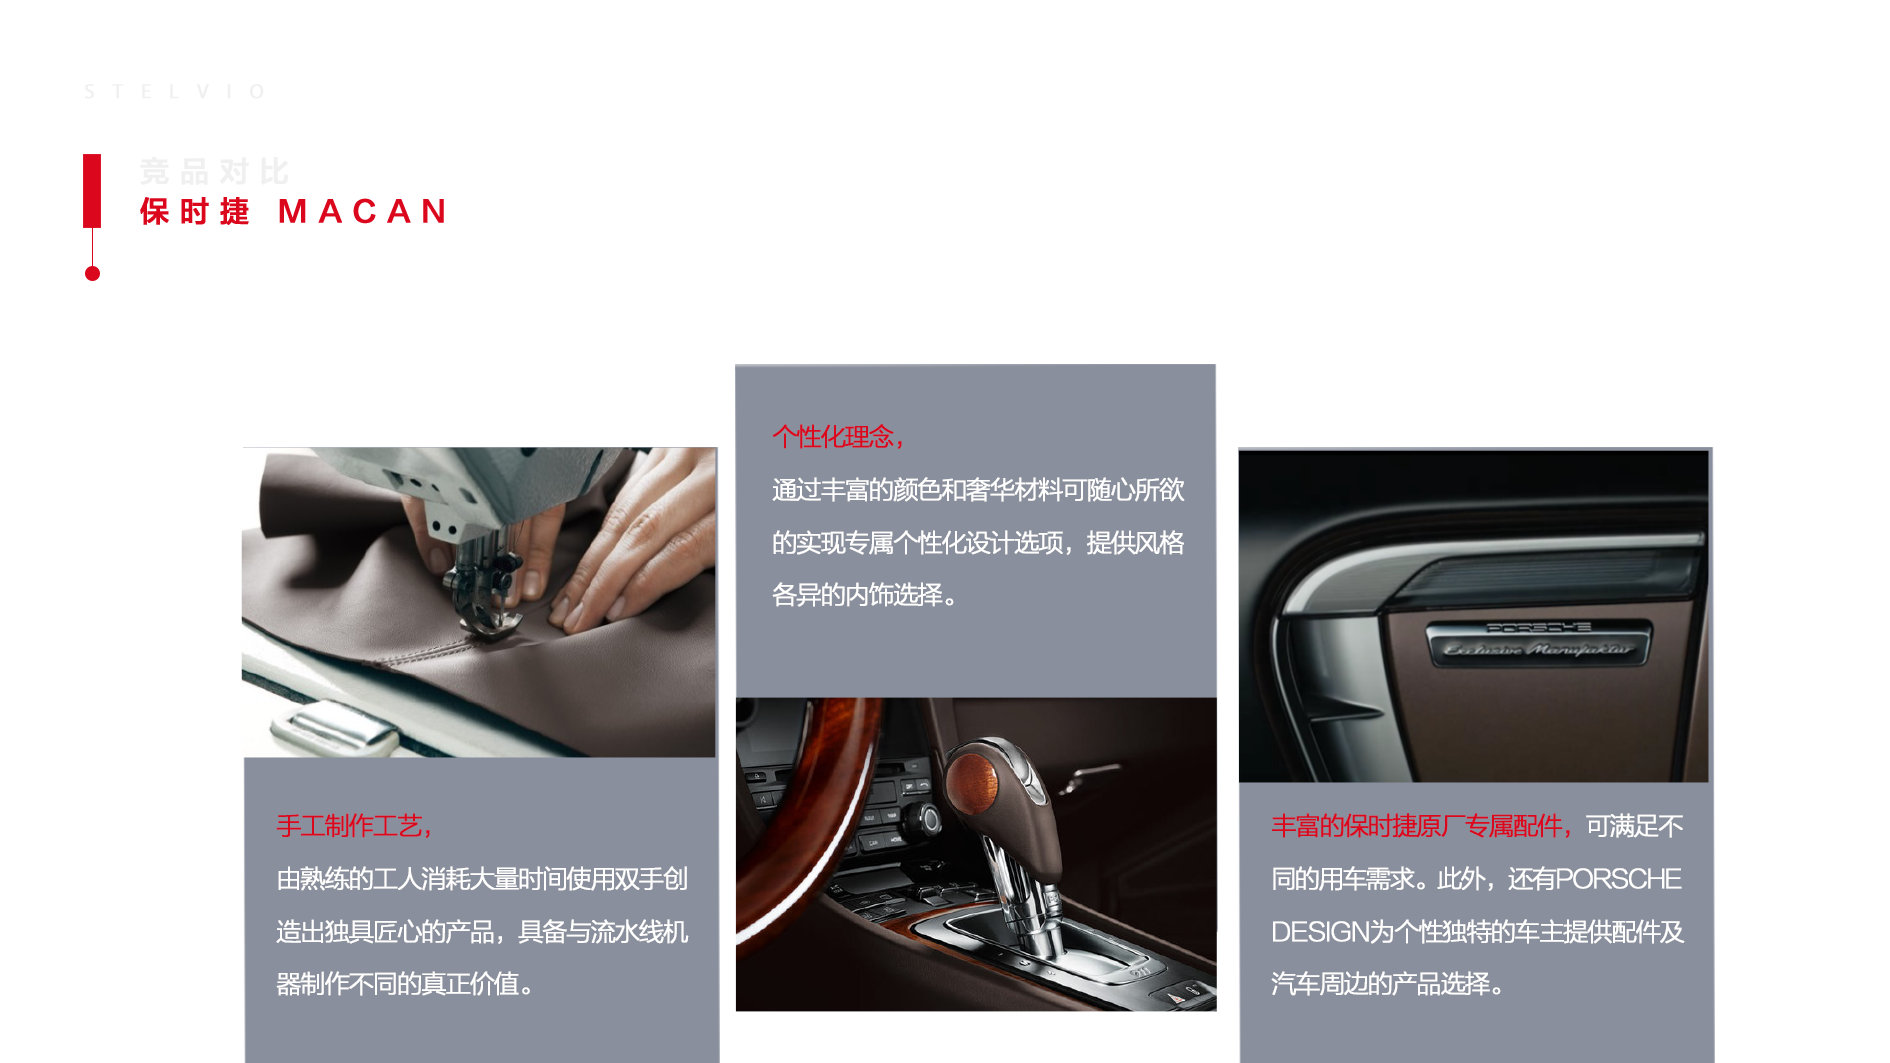 STELVIO
竞品对比
保时捷 MACAN
个性化理念，
通过丰富的颜色和奢华材料可随心所欲
的实现专属个性化设计选项，提供风格
各异的内饰选择。
手工制作工艺，
由熟练的工人消耗大量时间使用双手创
造出独具匠心的产品，具备与流水线机
器制作不同的真正价值。
PORSCHE
Exclusive Manufaktur
丰富的保时捷原厂专属配件，可满足不
同的用车需求。此外，还有PORSCHE
DESIGN为个性独特的车主提供配件及
汽车周边的产品选择。